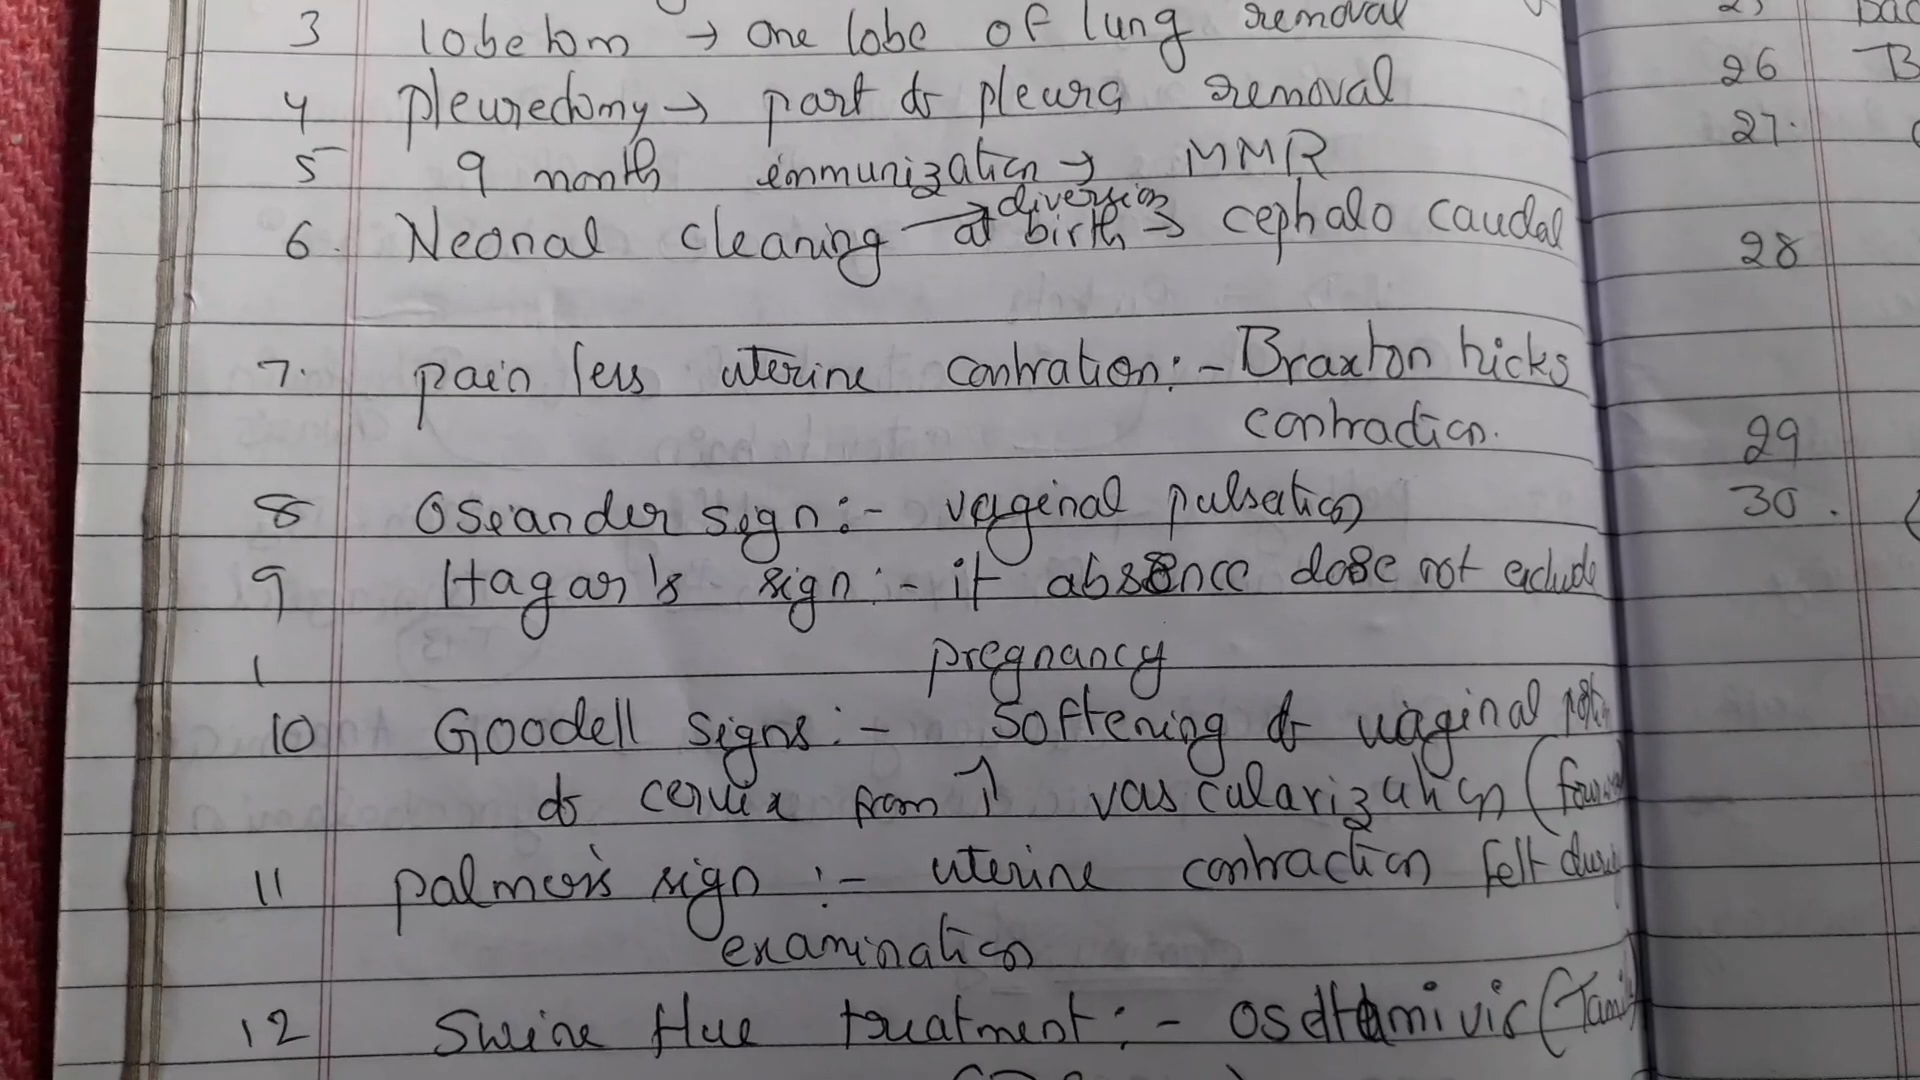 3 lobetom → one lobe of lung removal
4 pleurectomy → part of pleura removal
5 9 month immunization → MMR
6. Neonal cleaning → diversion at birth → cephalo caudal
7. pain less uterine contration :- Braxton hicks
contraction.
8 Oseander sign :- vaginal pulsation
9 Hagar's sign :- it absence dose not exclude
1 pregnancy
10 Goodell signs :- Softening of vaginal
of cervix from ↑ vascularization (
11 palmer's sign :- uterine contraction felt
examination
12 Swine flue treatment :- oseltamivir (
26 B
27.
28
29
30.